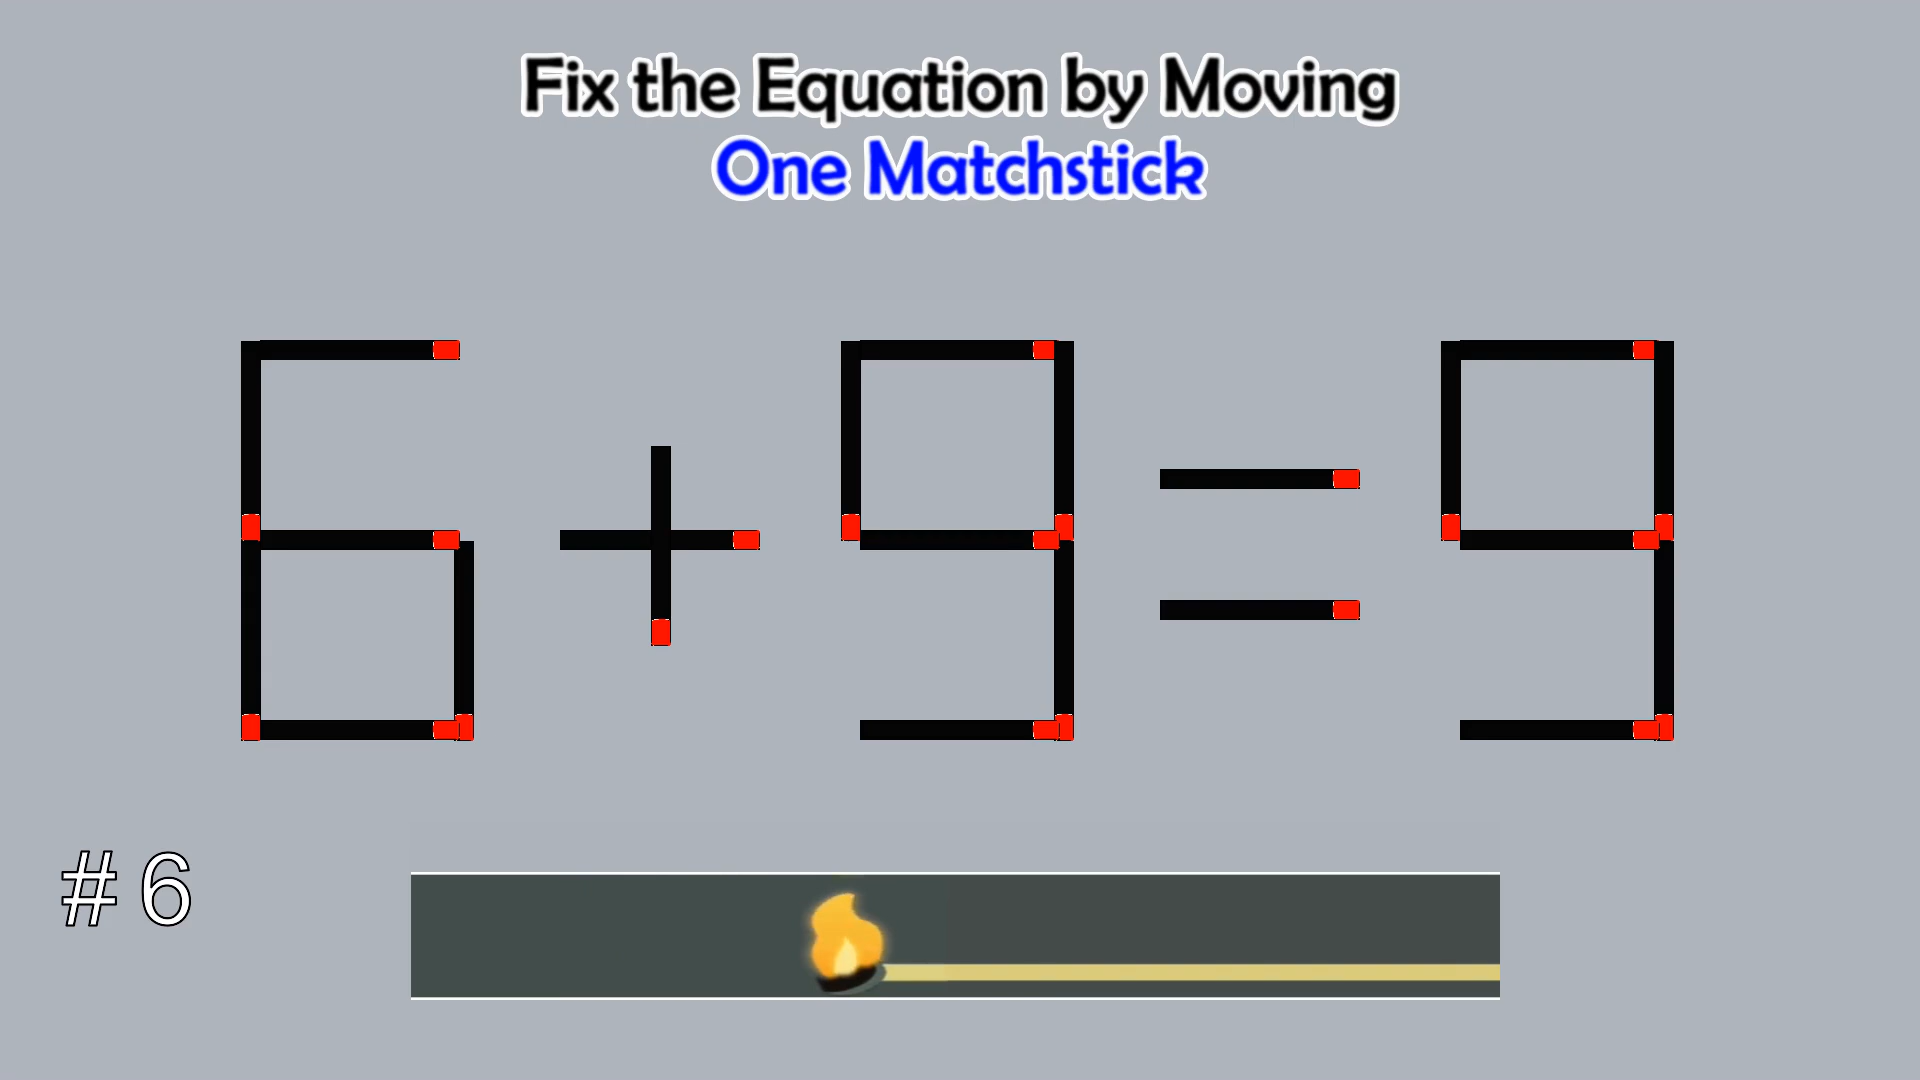 Fix the Equation by Moving
One Matchstick
6 + 9 = 9
# 6